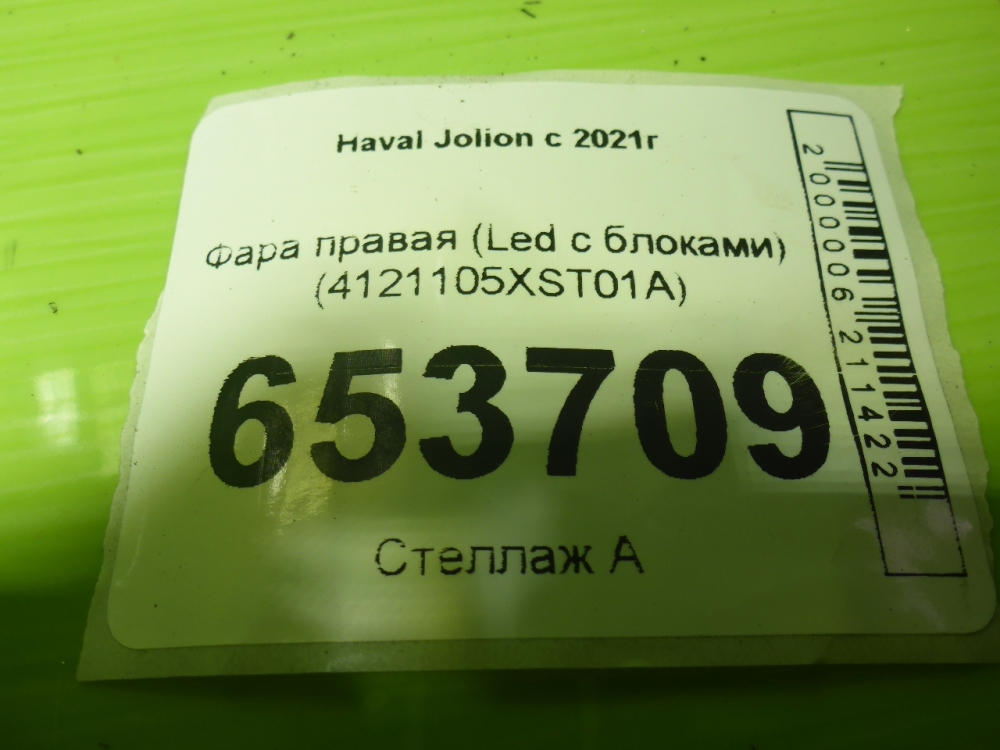 Haval Jolion с 2021г
Фара правая (Led с блоками)
(4121105XST01A)
653709
Стеллаж А
2000006211422